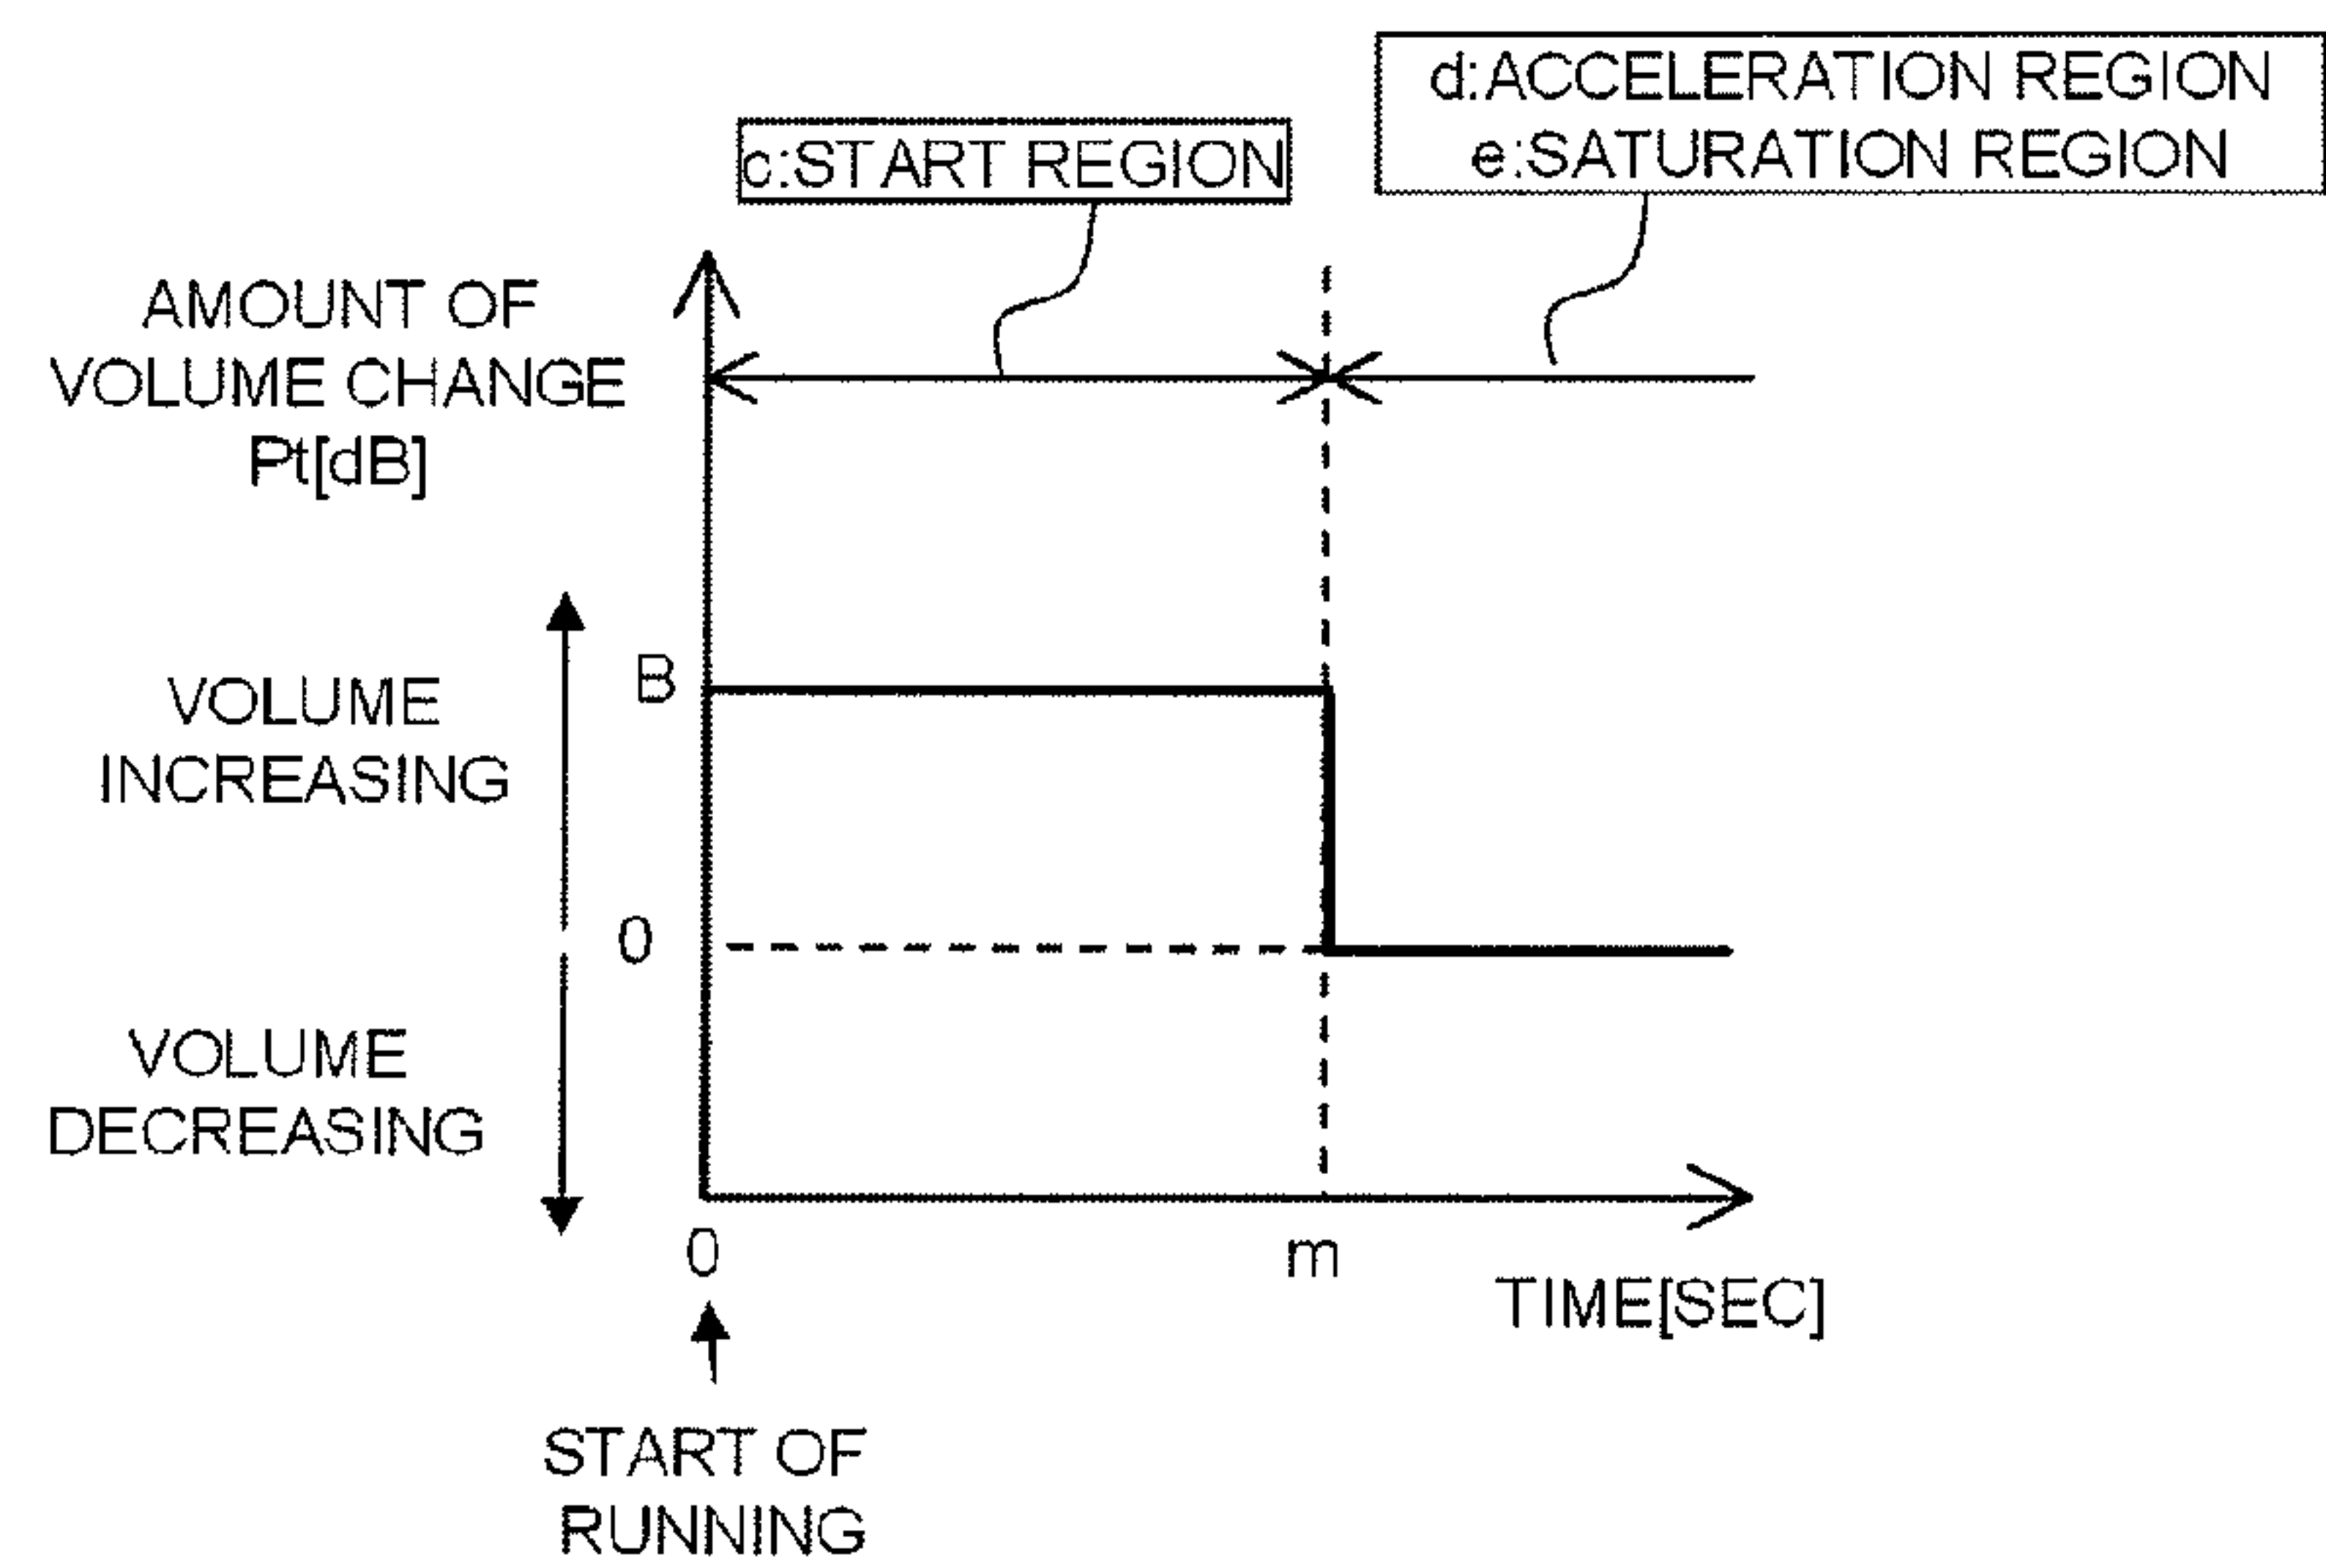 d:ACCELERATION REGION
e:SATURATION REGION
c:START REGION
AMOUNT OF
VOLUME CHANGE
Pt[dB]
B
VOLUME
INCREASING
0
VOLUME
DECREASING
0
m
TIME[SEC]
START OF
RUNNING